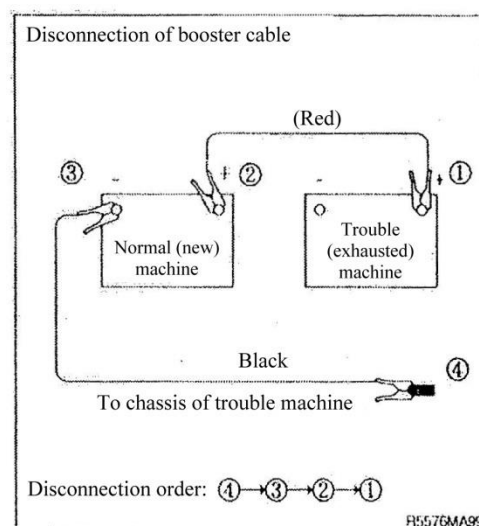 Disconnection of booster cable
(Red)
③ - + ② - + ①
Normal (new)
machine
Trouble
(exhausted)
machine
Black
④
To chassis of trouble machine
Disconnection order: ④→③→②→①
R5576MA99